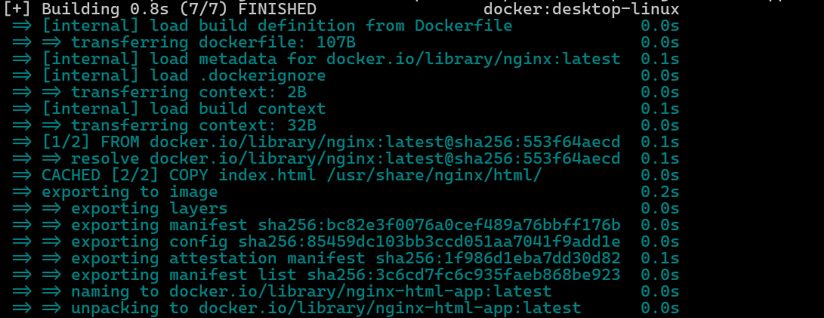 [+] Building 0.8s (7/7) FINISHED docker:desktop-linux
=> [internal] load build definition from Dockerfile 0.0s
=> => transferring dockerfile: 107B 0.0s
=> [internal] load metadata for docker.io/library/nginx:latest 0.1s
=> [internal] load .dockerignore 0.0s
=> => transferring context: 2B 0.0s
=> [internal] load build context 0.1s
=> => transferring context: 32B 0.0s
=> [1/2] FROM docker.io/library/nginx:latest@sha256:553f64aecd 0.1s
=> => resolve docker.io/library/nginx:latest@sha256:553f64aecd 0.1s
=> CACHED [2/2] COPY index.html /usr/share/nginx/html/ 0.0s
=> exporting to image 0.2s
=> => exporting layers 0.0s
=> => exporting manifest sha256:bc82e3f0076a0cef489a76bbff176b 0.0s
=> => exporting config sha256:85459dc103bb3ccd051aa7041f9add1e 0.0s
=> => exporting attestation manifest sha256:1f986d1eba7dd30d82 0.1s
=> => exporting manifest list sha256:3c6cd7fc6c935faeb868be923 0.0s
=> => naming to docker.io/library/nginx-html-app:latest 0.0s
=> => unpacking to docker.io/library/nginx-html-app:latest 0.0s